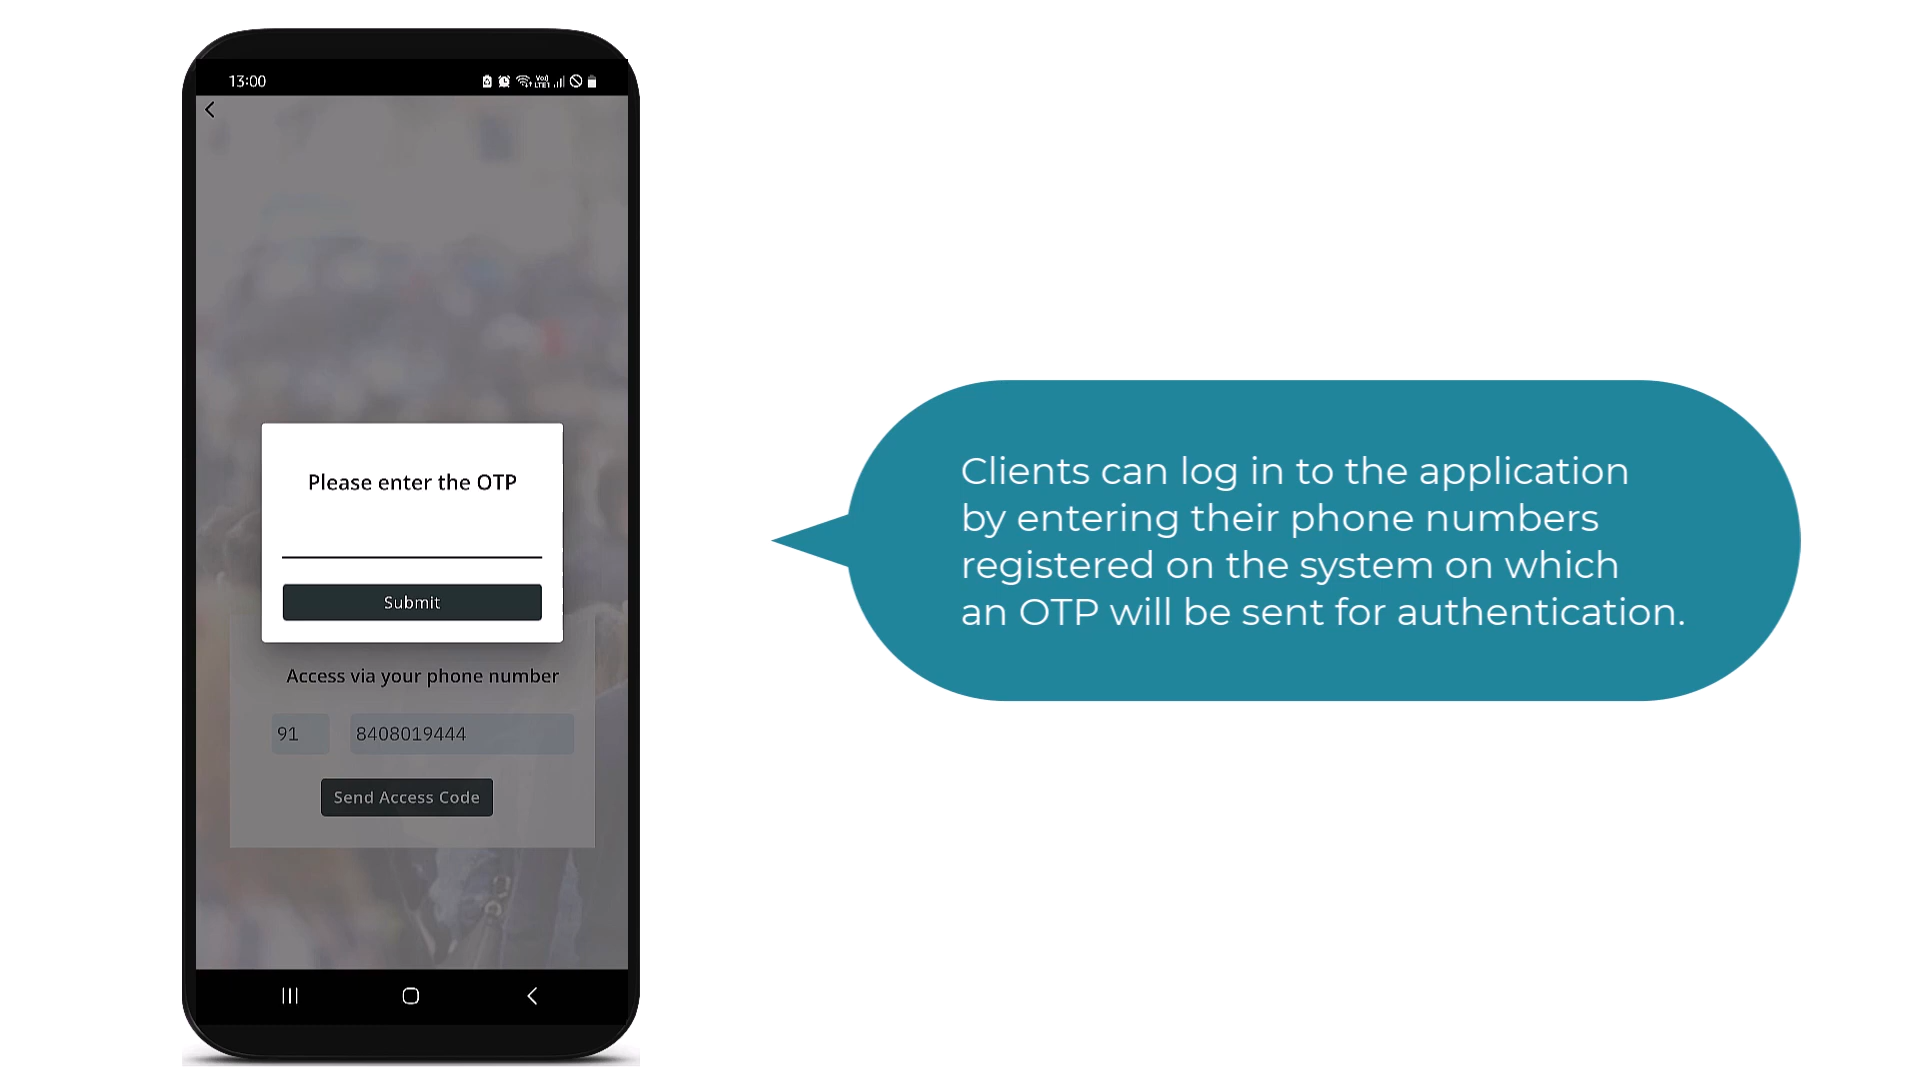 13:00
Please enter the OTP
Submit
Access via your phone number
91 8408019444
Send Access Code
Clients can log in to the application
by entering their phone numbers
registered on the system on which
an OTP will be sent for authentication.